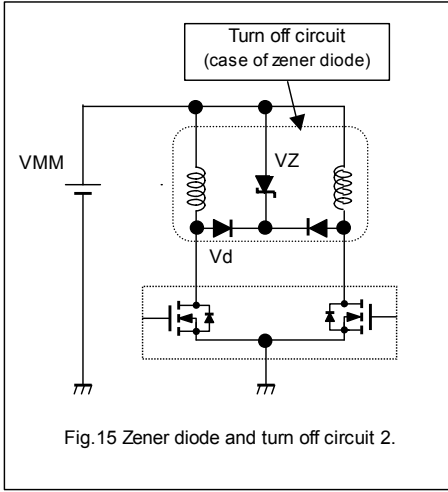 Turn off circuit
(case of zener diode)
VMM
VZ
Vd
Fig.15 Zener diode and turn off circuit 2.